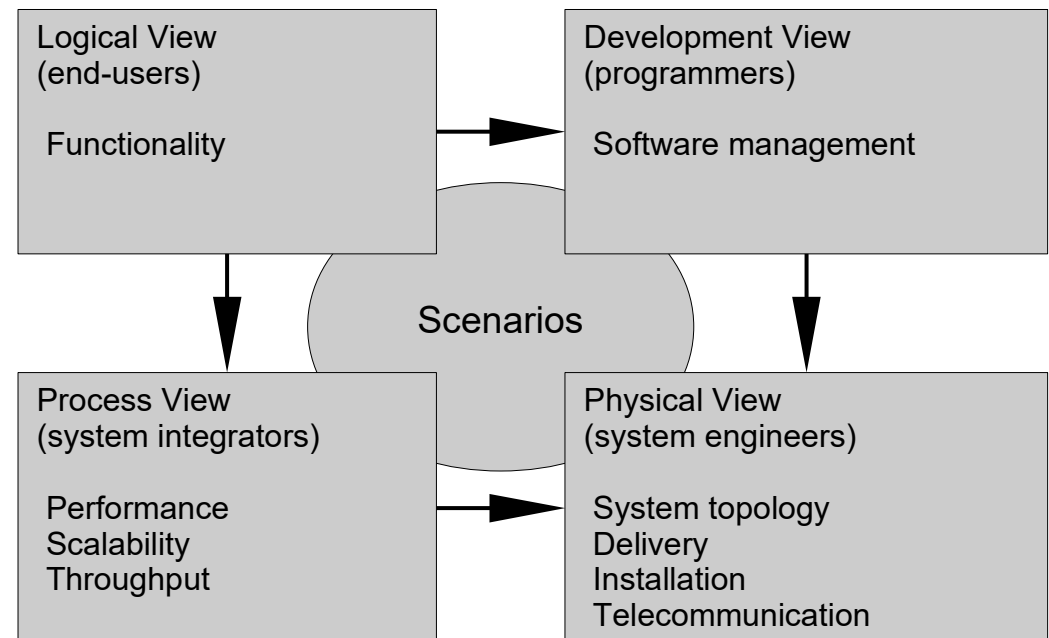 Logical View
(end-users)
Functionality
Development View
(programmers)
Software management
Scenarios
Process View
(system integrators)
Performance
Scalability
Throughput
Physical View
(system engineers)
System topology
Delivery
Installation
Telecommunication